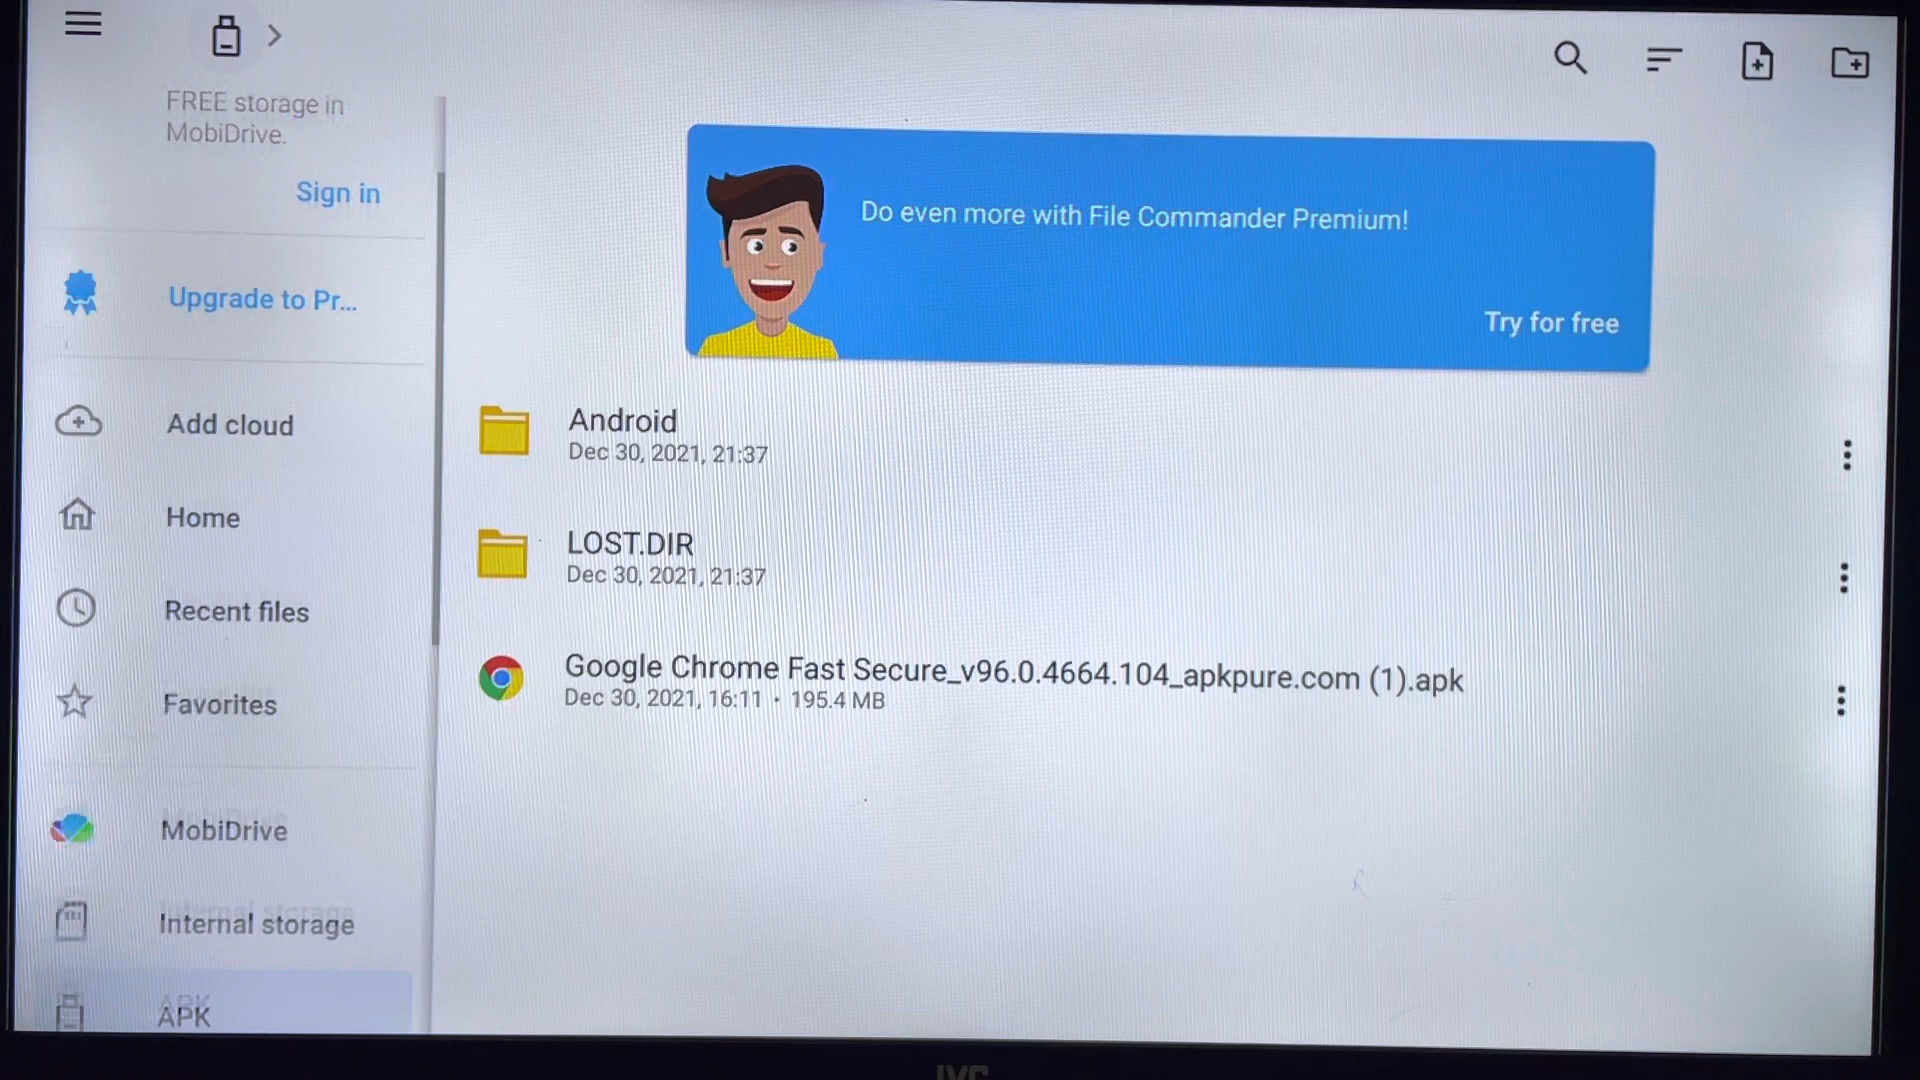 FREE storage in
MobiDrive.
Sign in
Upgrade to Pr...
Add cloud
Home
Recent files
Favorites
MobiDrive
Internal storage
APK
Do even more with File Commander Premium!
Try for free
Android
Dec 30, 2021, 21:37
LOST.DIR
Dec 30, 2021, 21:37
Google Chrome Fast Secure_v96.0.4664.104_apkpure.com (1).apk
Dec 30, 2021, 16:11 • 195.4 MB
JVC